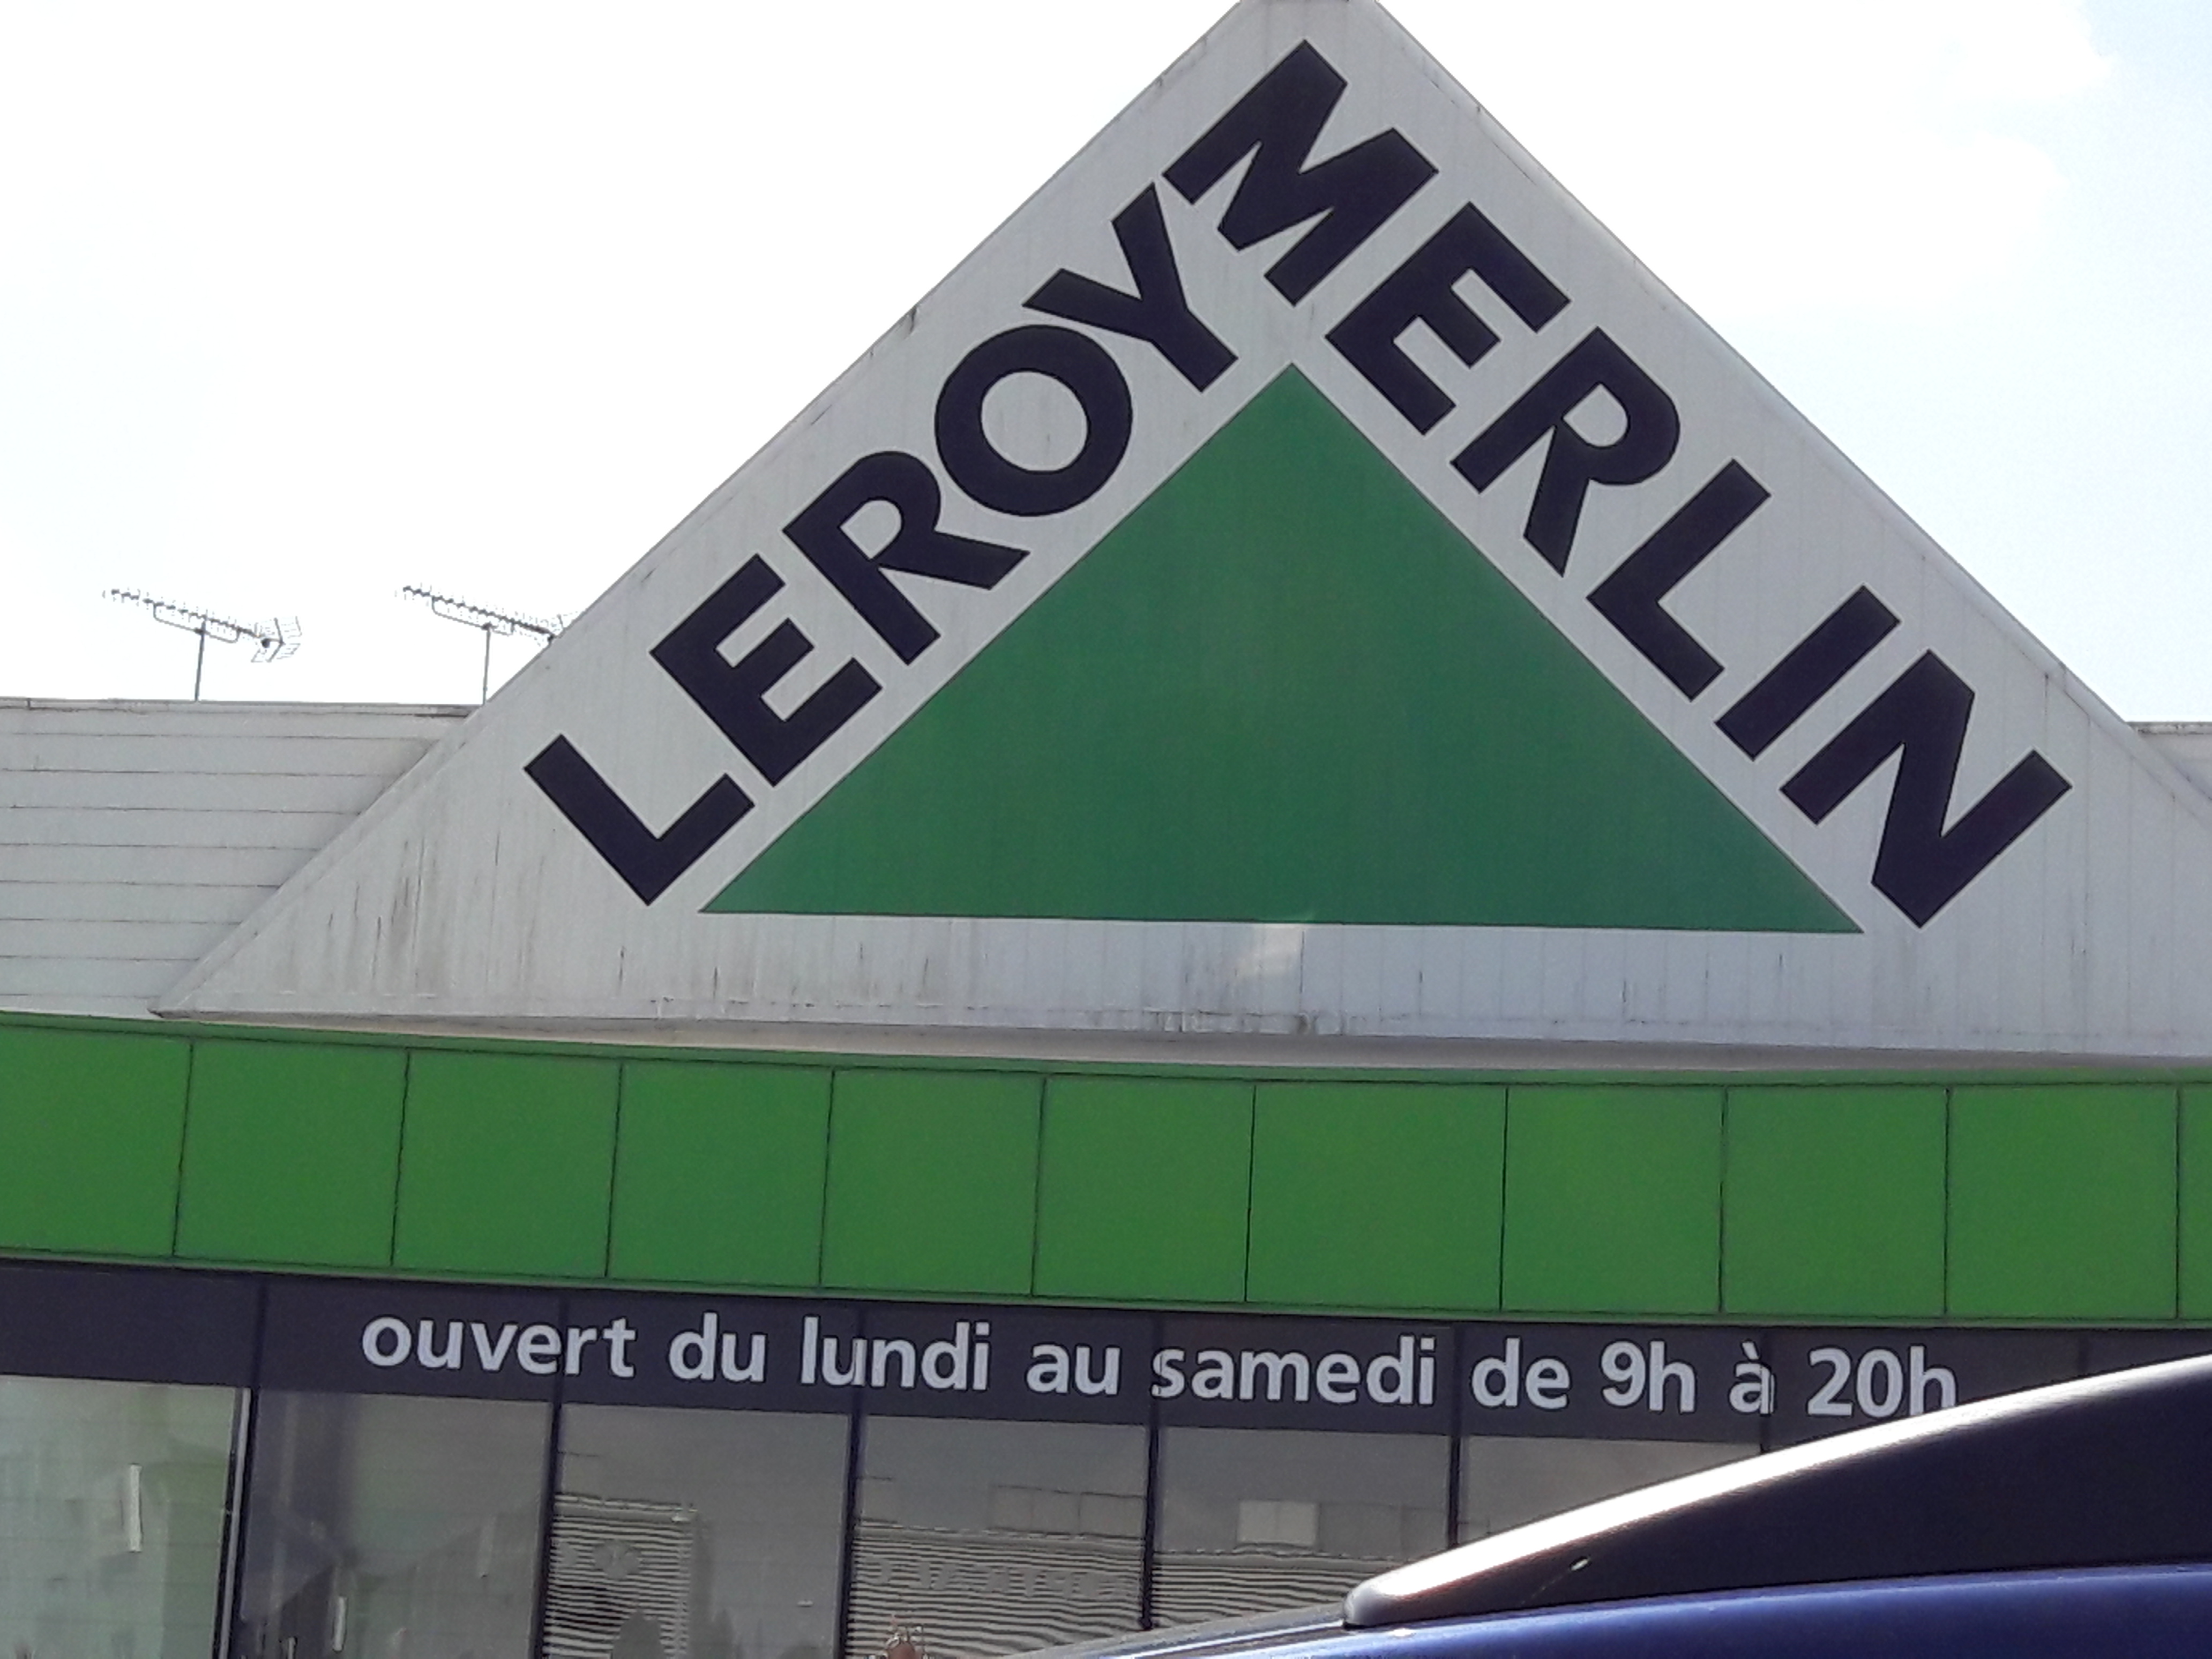 LEROY MERLIN
ouvert du lundi au samedi de 9h à 20h